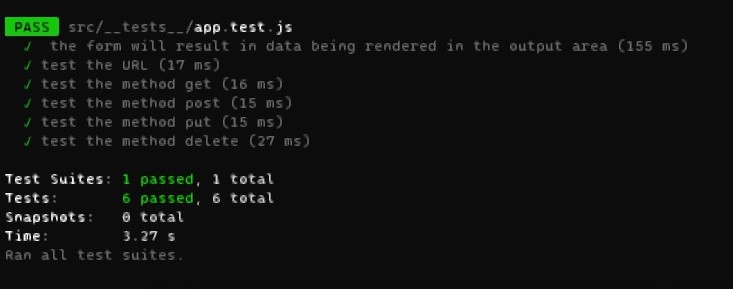 PASS src/__tests__/app.test.js
✓ the form will result in data being rendered in the output area (155 ms)
✓ test the URL (17 ms)
✓ test the method get (16 ms)
✓ test the method post (15 ms)
✓ test the method put (15 ms)
✓ test the method delete (27 ms)
Test Suites: 1 passed, 1 total
Tests: 6 passed, 6 total
Snapshots: 0 total
Time: 3.27 s
Ran all test suites.